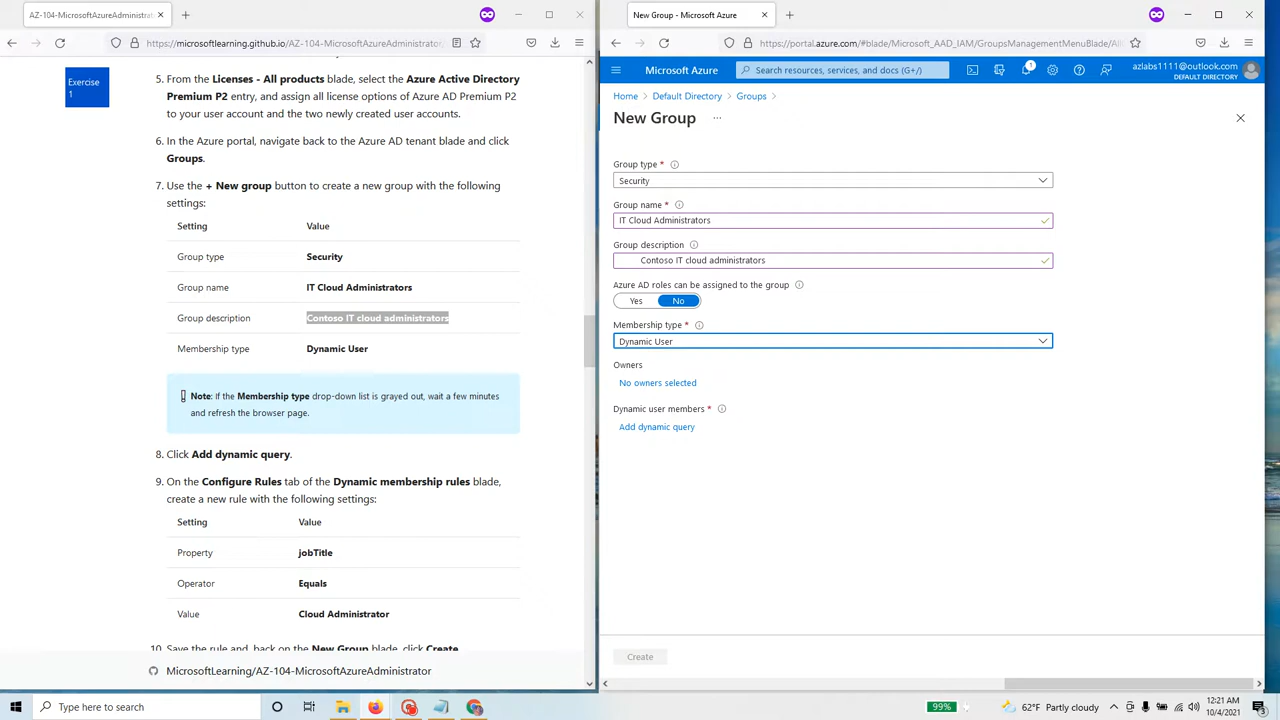 AZ-104-MicrosoftAzureAdministrat
https://microsoftlearning.github.io/AZ-104-MicrosoftAzureAdministrator/
Exercise
1
5. From the Licenses - All products blade, select the Azure Active Directory
Premium P2 entry, and assign all license options of Azure AD Premium P2
to your user account and the two newly created user accounts.
6. In the Azure portal, navigate back to the Azure AD tenant blade and click
Groups.
7. Use the + New group button to create a new group with the following
settings:
Setting Value
Group type Security
Group name IT Cloud Administrators
Group description Contoso IT cloud administrators
Membership type Dynamic User
Note: If the Membership type drop-down list is grayed out, wait a few minutes
and refresh the browser page.
8. Click Add dynamic query.
9. On the Configure Rules tab of the Dynamic membership rules blade,
create a new rule with the following settings:
Setting Value
Property jobTitle
Operator Equals
Value Cloud Administrator
10. Save the rule and, back on the New Group blade, click Create.
MicrosoftLearning/AZ-104-MicrosoftAzureAdministrator
New Group - Microsoft Azure
https://portal.azure.com/#blade/Microsoft_AAD_IAM/GroupsManagementMenuBlade/All
Microsoft Azure
Search resources, services, and docs (G+/)
1
azlabs1111@outlook.com
DEFAULT DIRECTORY
Home > Default Directory > Groups >
New Group ...
Group type *
Security
Group name *
IT Cloud Administrators
Group description
Contoso IT cloud administrators
Azure AD roles can be assigned to the group
Yes No
Membership type *
Dynamic User
Owners
No owners selected
Dynamic user members *
Add dynamic query
Create
Type here to search
99%
62°F Partly cloudy
12:21 AM
10/4/2021
3